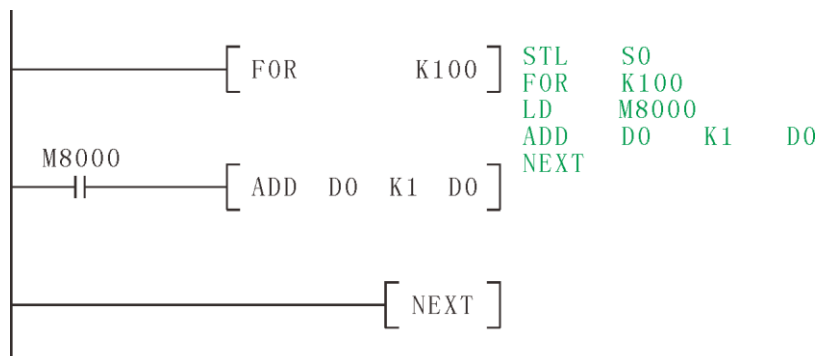 FOR K100
M8000
ADD D0 K1 D0
NEXT
STL S0
FOR K100
LD M8000
ADD D0 K1 D0
NEXT